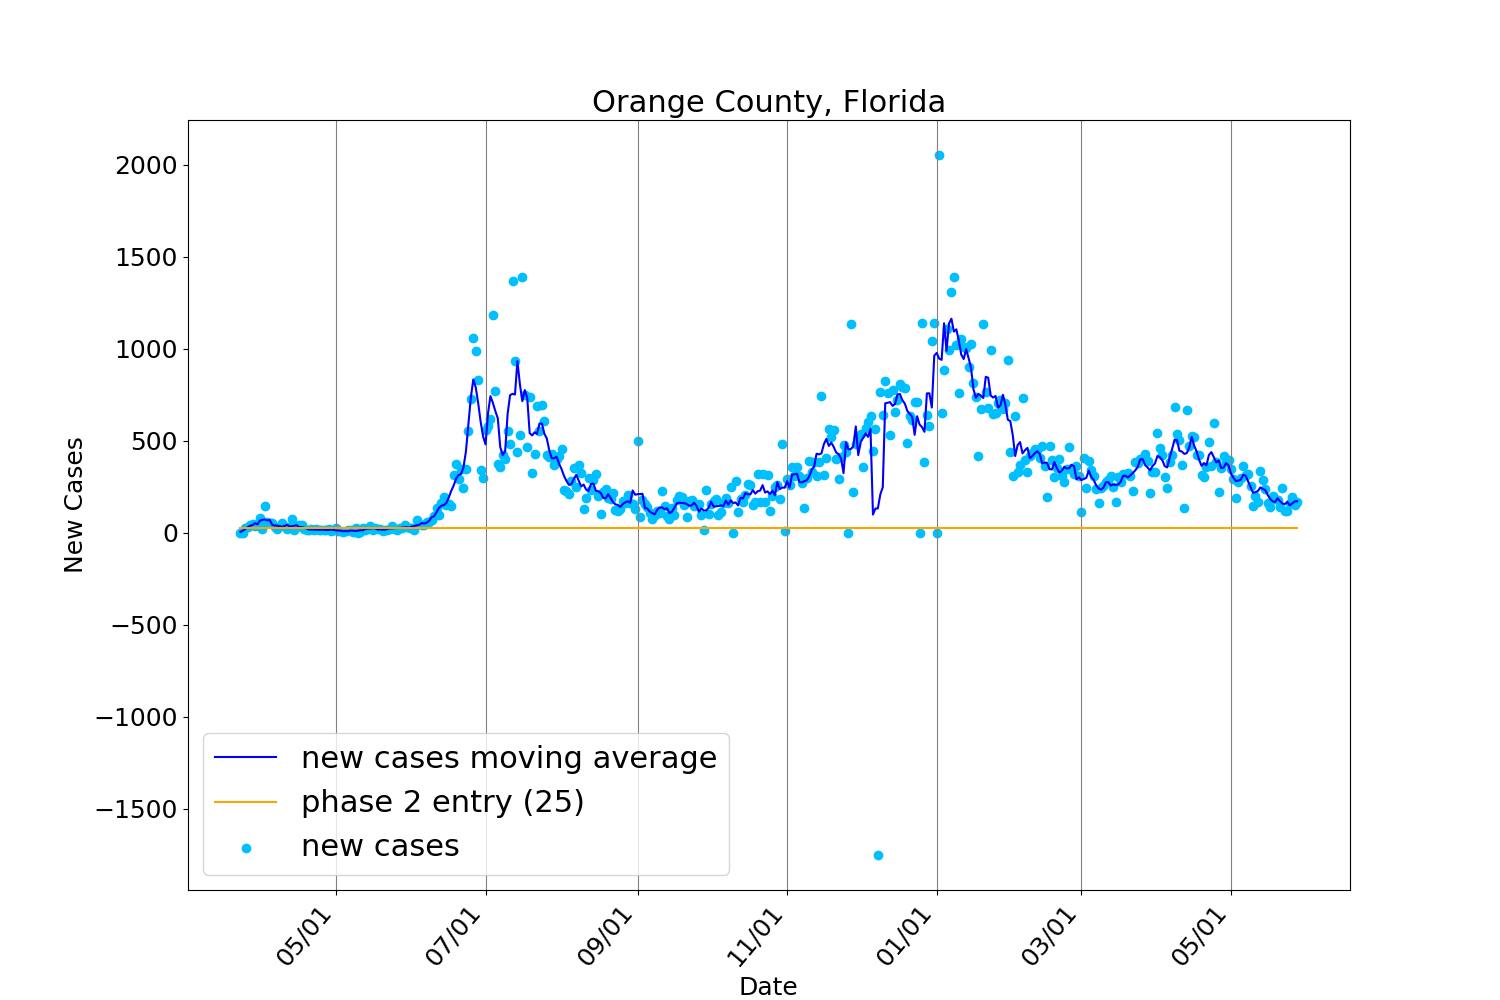 Orange County, Florida
2000
1500
1000
500
0
−500
−1000
−1500
New Cases
new cases moving average
phase 2 entry (25)
new cases
05/01
07/01
09/01
11/01
01/01
03/01
05/01
Date